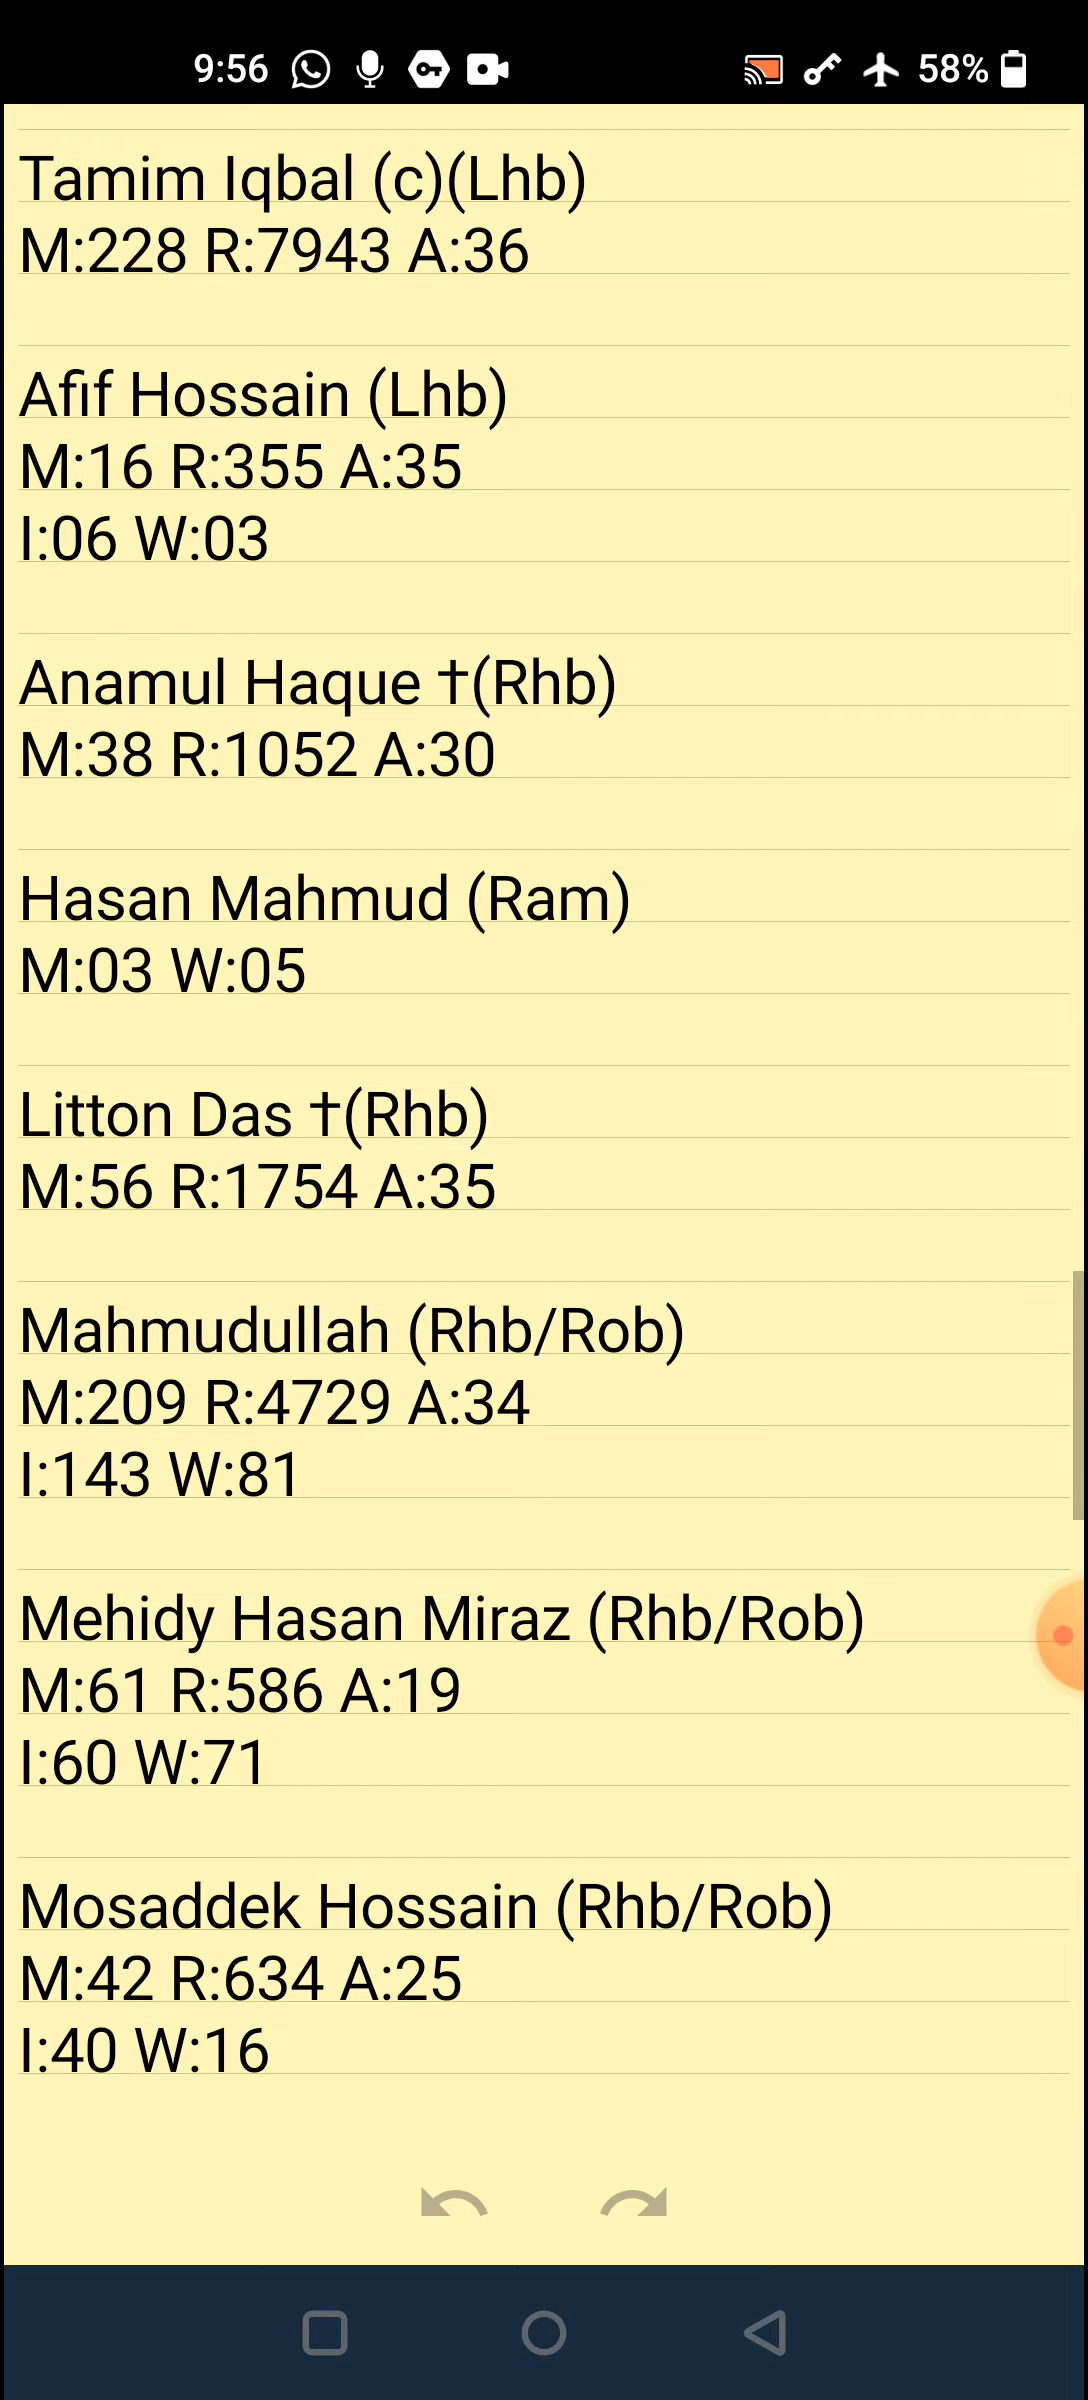 9:56 58%
Tamim Iqbal (c)(Lhb)
M:228 R:7943 A:36
Afif Hossain (Lhb)
M:16 R:355 A:35
I:06 W:03
Anamul Haque †(Rhb)
M:38 R:1052 A:30
Hasan Mahmud (Ram)
M:03 W:05
Litton Das †(Rhb)
M:56 R:1754 A:35
Mahmudullah (Rhb/Rob)
M:209 R:4729 A:34
I:143 W:81
Mehidy Hasan Miraz (Rhb/Rob)
M:61 R:586 A:19
I:60 W:71
Mosaddek Hossain (Rhb/Rob)
M:42 R:634 A:25
I:40 W:16